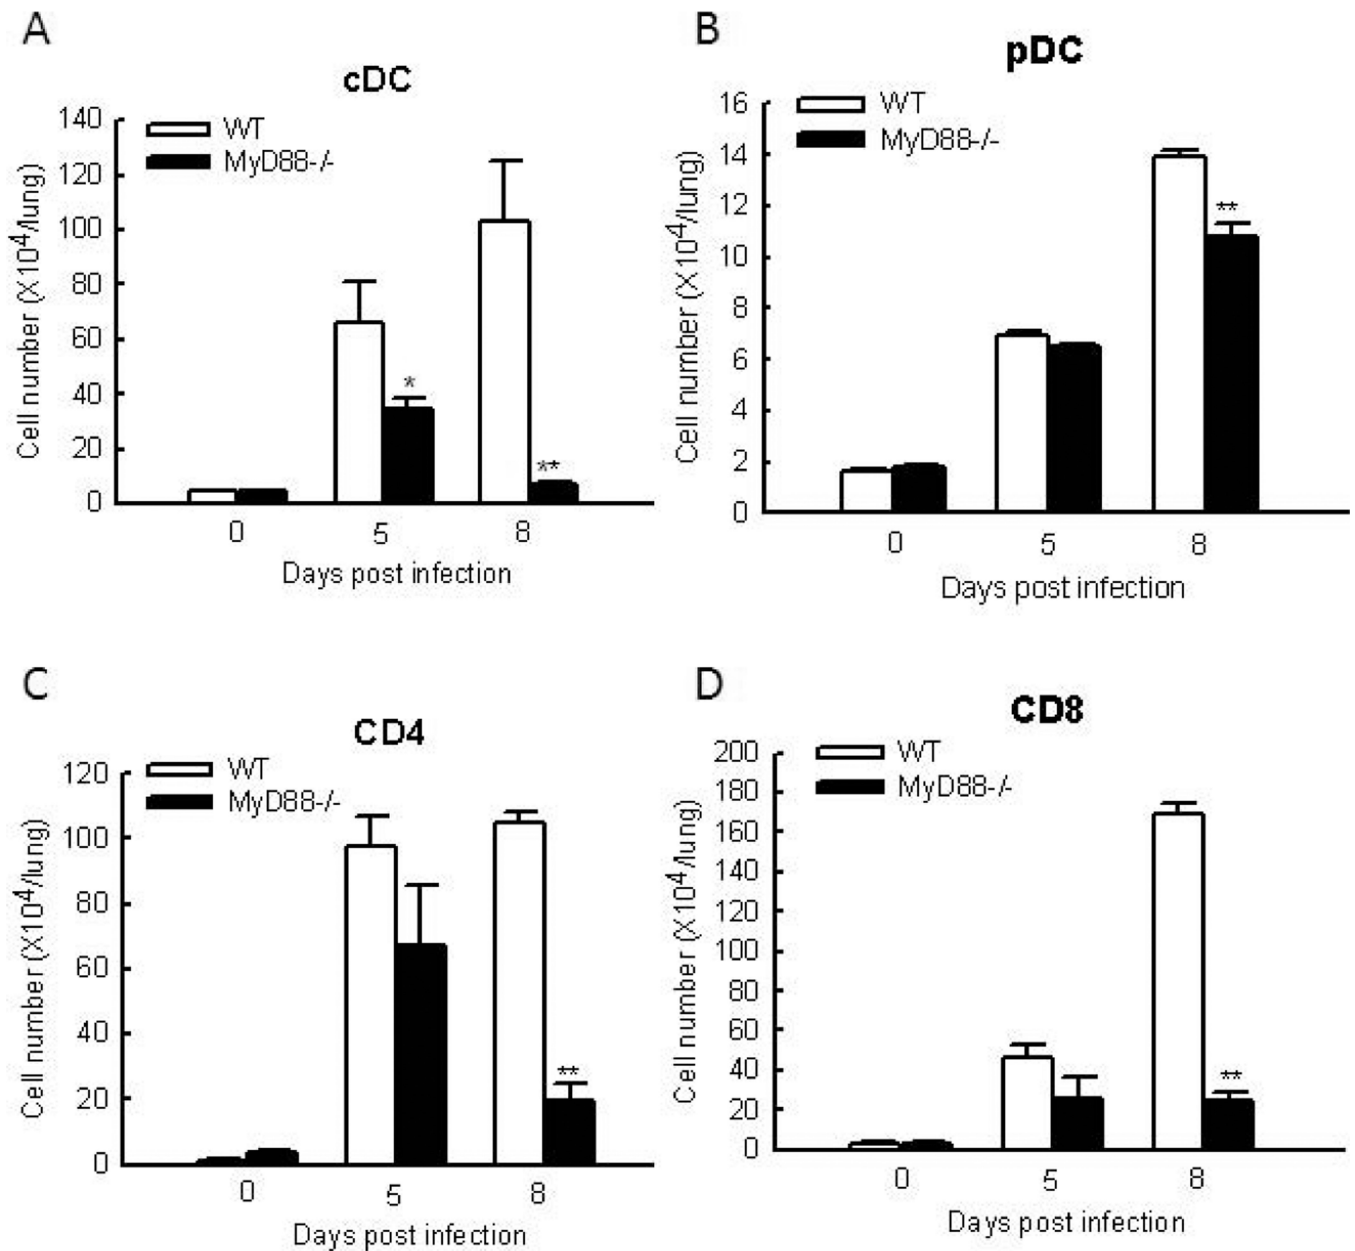 A
cDC
WT
MyD88-/-
Cell number (X10⁴/lung)
140
120
100
80
60
40
20
0
*
**
0 5 8
Days post infection
B
pDC
WT
MyD88-/-
Cell number (X10⁴/lung)
16
14
12
10
8
6
4
2
0
**
0 5 8
Days post infection
C
CD4
WT
MyD88-/-
Cell number (X10⁴/lung)
120
100
80
60
40
20
0
**
0 5 8
Days post infection
D
CD8
WT
MyD88-/-
Cell number (X10⁴/lung)
200
180
160
140
120
100
80
60
40
20
0
**
0 5 8
Days post infection